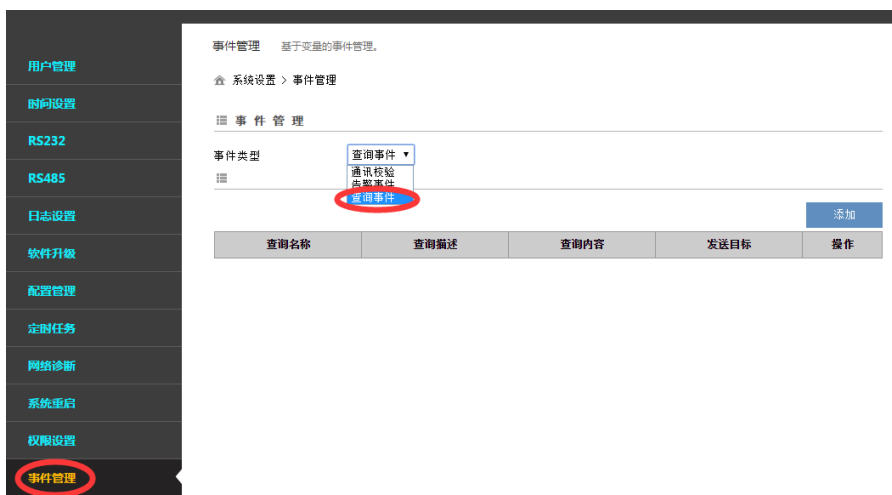 用户管理
时间设置
RS232
RS485
日志设置
软件升级
配置管理
定时任务
网络诊断
系统重启
权限设置
事件管理
事件管理 基于变量的事件管理。
系统设置 > 事件管理
事件管理
事件类型 查询事件
通讯校验
告警事件
查询事件
添加
查询名称 查询描述 查询内容 发送目标 操作